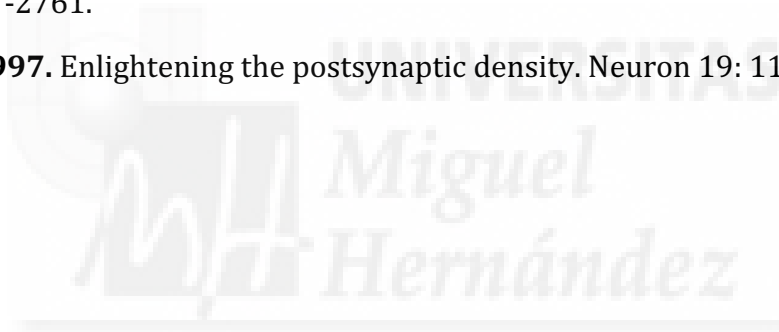 -2761.
997. Enlightening the postsynaptic density. Neuron 19: 11
UNIVERSITAS
Miguel
Hernández